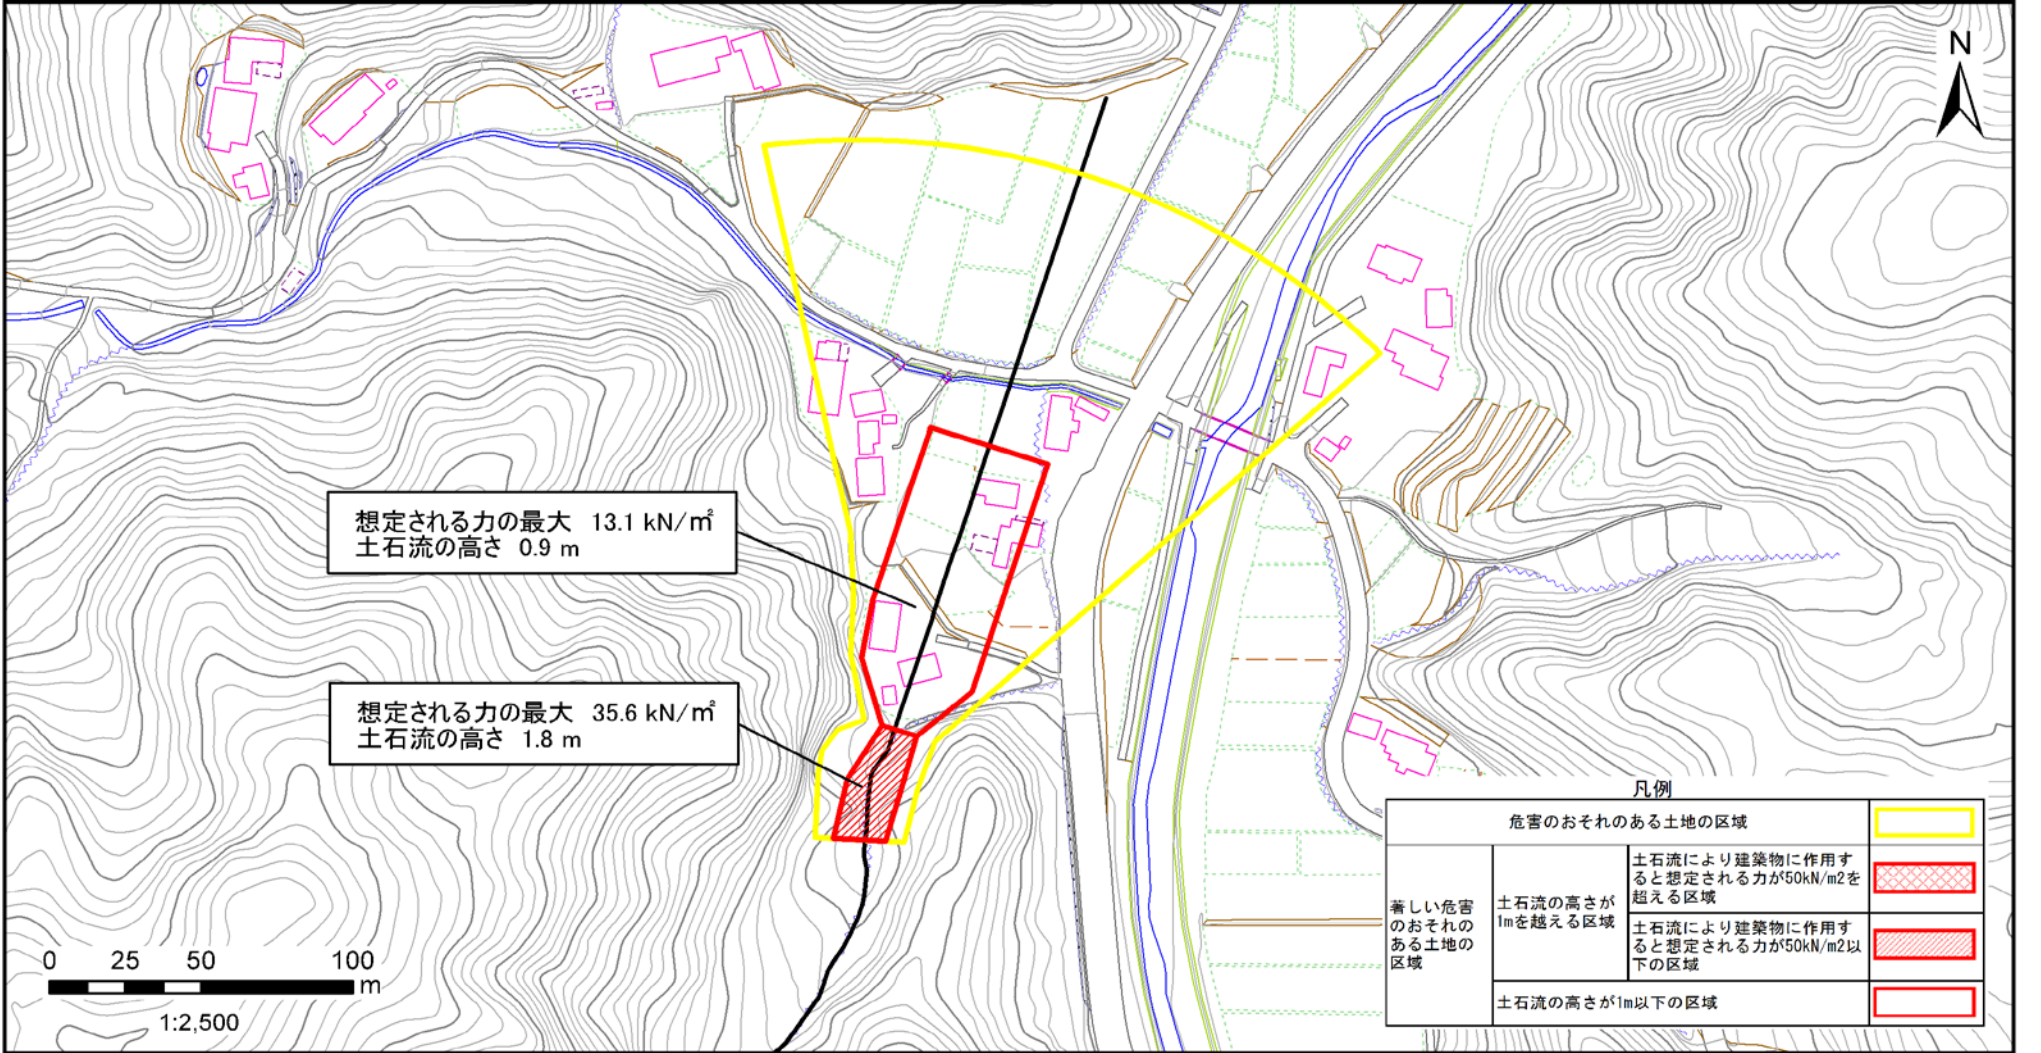 N
想定される力の最大 13.1 kN/㎡
土石流の高さ 0.9 m
想定される力の最大 35.6 kN/㎡
土石流の高さ 1.8 m
0 25 50 100
m
1:2,500
凡例
危害のおそれのある土地の区域
著しい危害
のおそれの
ある土地の
区域
土石流の高さが
1mを越える区域
土石流により建築物に作用す
ると想定される力が50kN/m2を
超える区域
土石流により建築物に作用す
ると想定される力が50kN/m2以
下の区域
土石流の高さが1m以下の区域